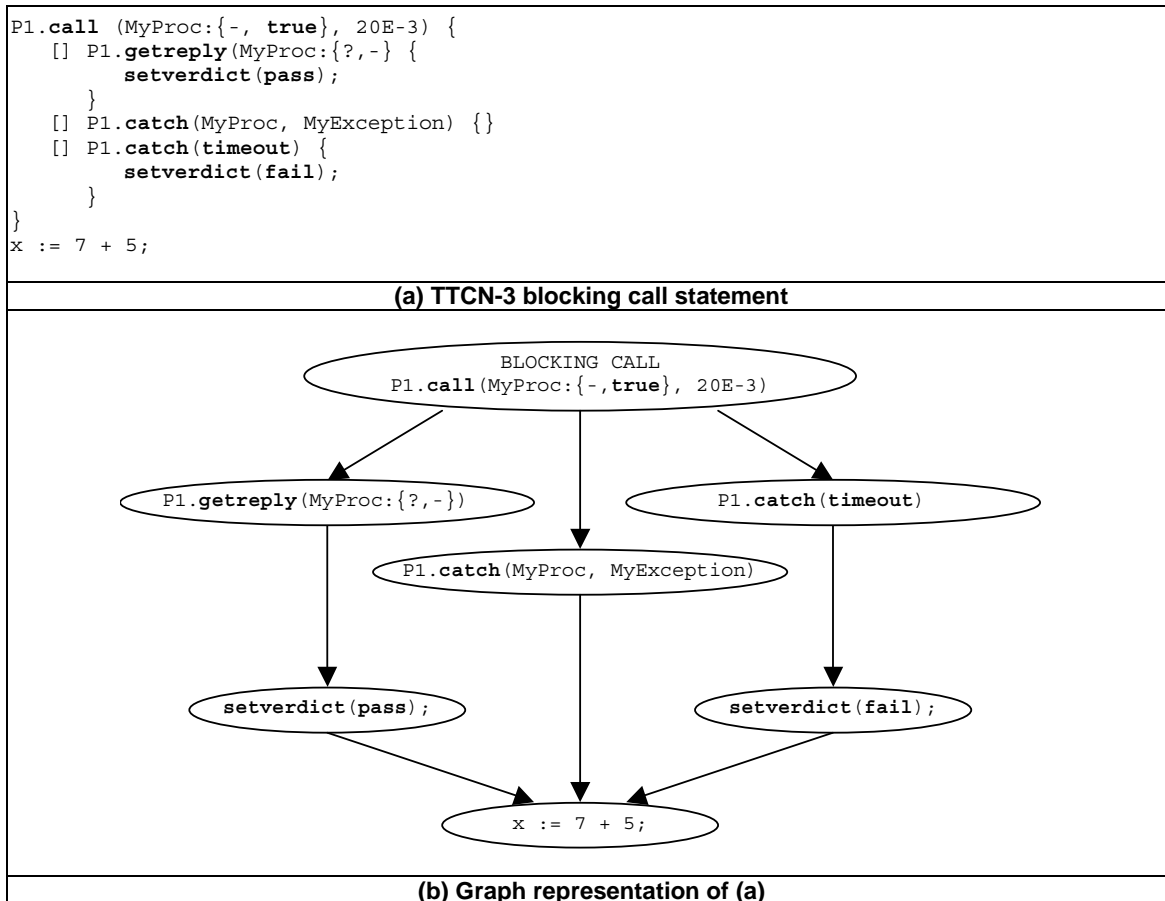 P1.call (MyProc:{-, true}, 20E-3) {
[] P1.getreply(MyProc:{?,-} {
setverdict(pass);
}
[] P1.catch(MyProc, MyException) {}
[] P1.catch(timeout) {
setverdict(fail);
}
}
x := 7 + 5;
(a) TTCN-3 blocking call statement
BLOCKING CALL
P1.call(MyProc:{-,true}, 20E-3)
P1.getreply(MyProc:{?,-})
P1.catch(timeout)
P1.catch(MyProc, MyException)
setverdict(pass);
setverdict(fail);
x := 7 + 5;
(b) Graph representation of (a)